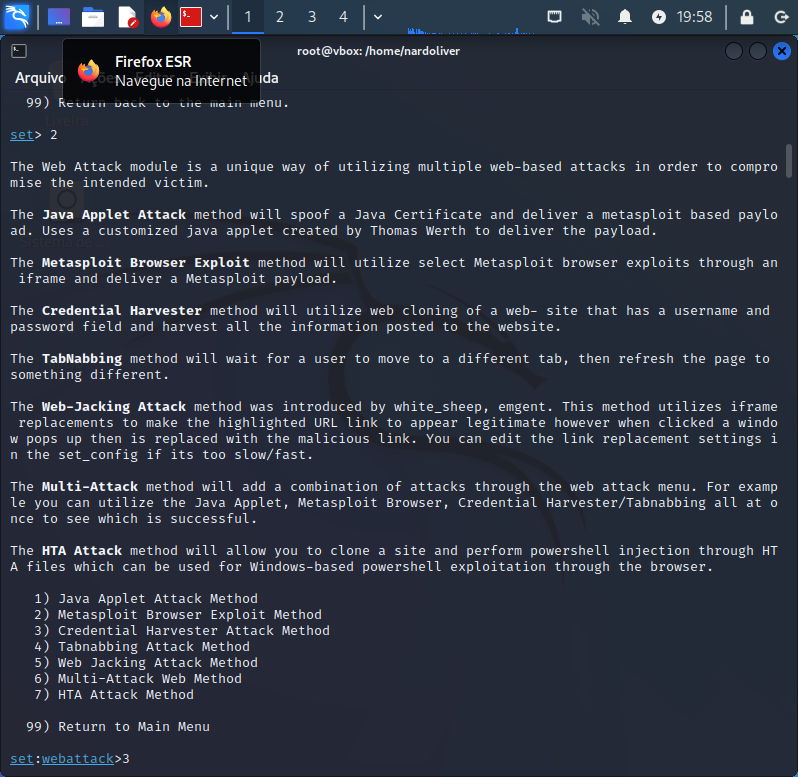 1 2 3 4 19:58
root@vbox: /home/nardoliver
Firefox ESR
Navegue na Internet
Arquivo Ações Editar Exibir Ajuda
99) Return back to the main menu.
Lixeira
set> 2
The Web Attack module is a unique way of utilizing multiple web-based attacks in order to compro
mise the intended victim.
The Java Applet Attack method will spoof a Java Certificate and deliver a metasploit based paylo
ad. Uses a customized java applet created by Thomas Werth to deliver the payload.
The Metasploit Browser Exploit method will utilize select Metasploit browser exploits through an
iframe and deliver a Metasploit payload.
The Credential Harvester method will utilize web cloning of a web- site that has a username and
password field and harvest all the information posted to the website.
The TabNabbing method will wait for a user to move to a different tab, then refresh the page to
something different.
The Web-Jacking Attack method was introduced by white_sheep, emgent. This method utilizes iframe
replacements to make the highlighted URL link to appear legitimate however when clicked a windo
w pops up then is replaced with the malicious link. You can edit the link replacement settings i
n the set_config if its too slow/fast.
The Multi-Attack method will add a combination of attacks through the web attack menu. For examp
le you can utilize the Java Applet, Metasploit Browser, Credential Harvester/Tabnabbing all at o
nce to see which is successful.
The HTA Attack method will allow you to clone a site and perform powershell injection through HT
A files which can be used for Windows-based powershell exploitation through the browser.
1) Java Applet Attack Method
2) Metasploit Browser Exploit Method
3) Credential Harvester Attack Method
4) Tabnabbing Attack Method
5) Web Jacking Attack Method
6) Multi-Attack Web Method
7) HTA Attack Method
99) Return to Main Menu
set:webattack>3